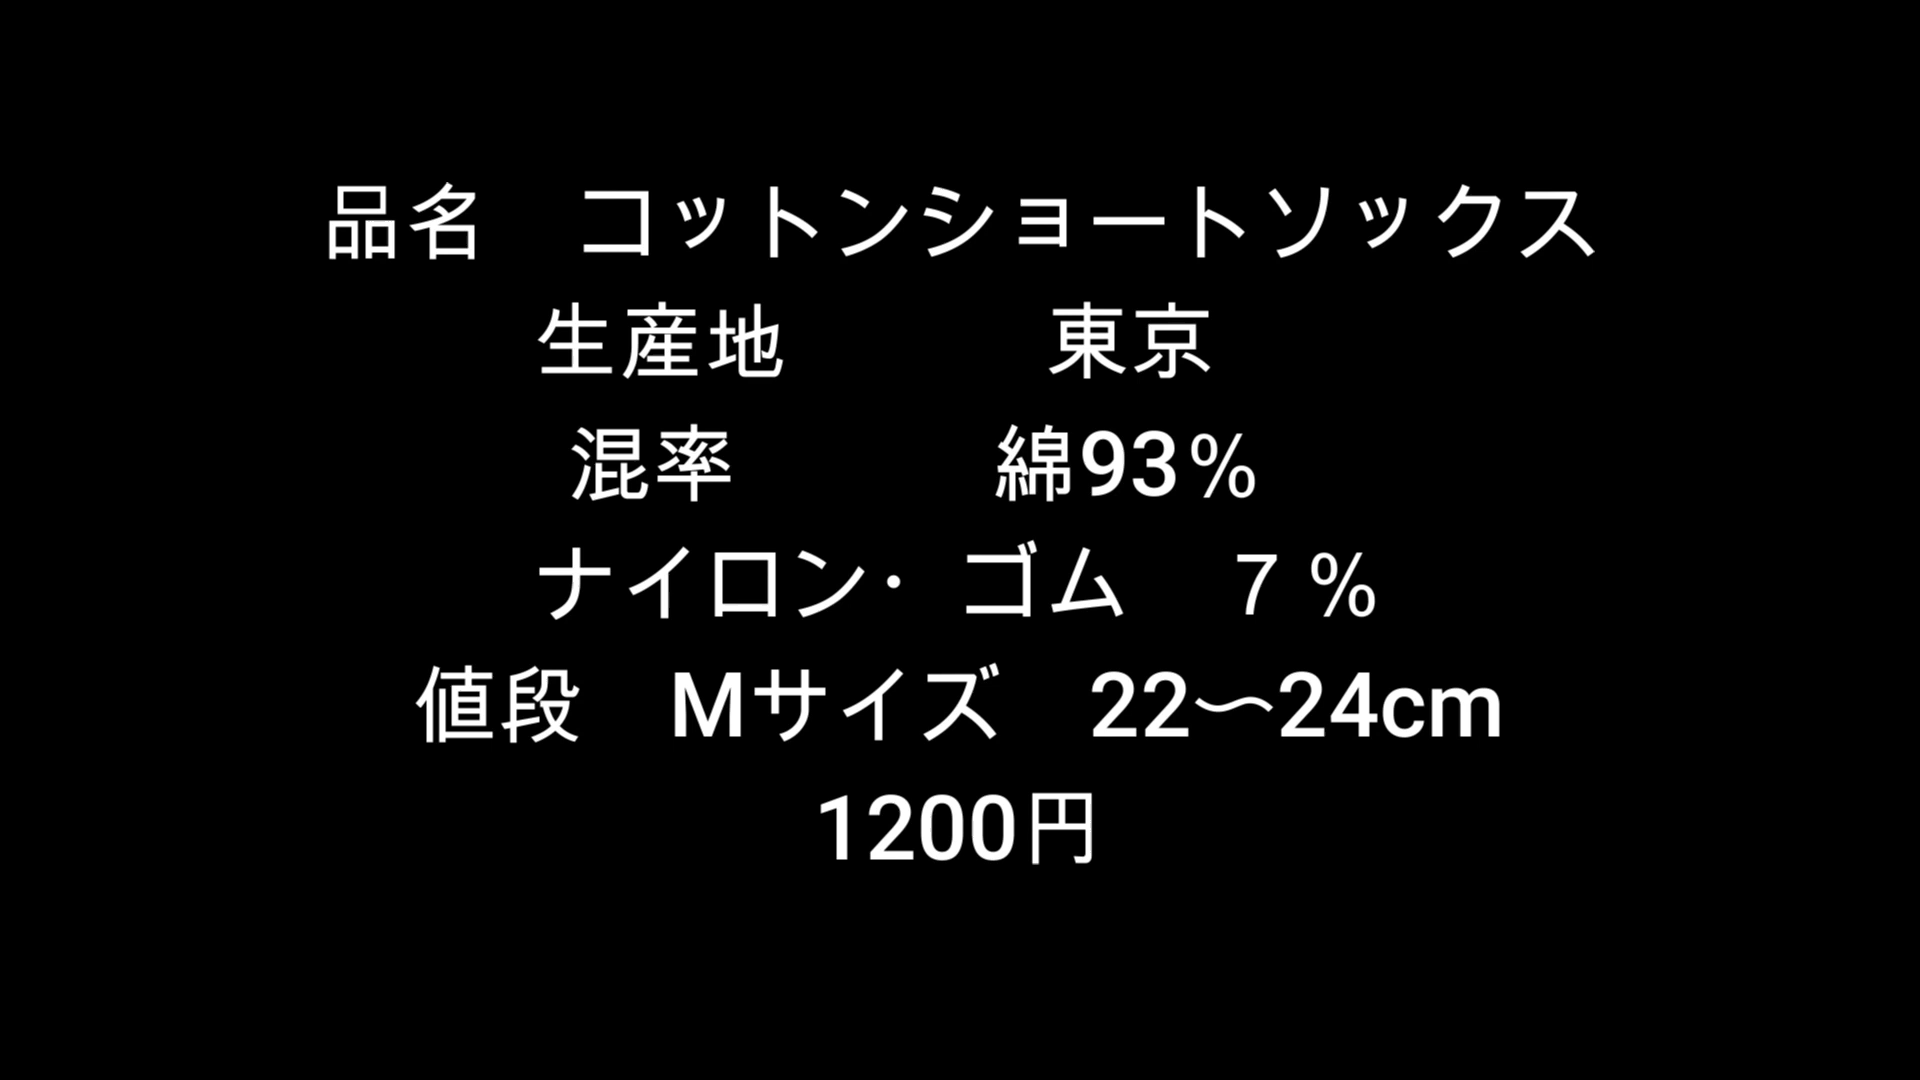 品名　コットンショートソックス
生産地　　　東京
混率　　　綿93％
ナイロン・ゴム　７％
値段　Mサイズ　22〜24cm
1200円